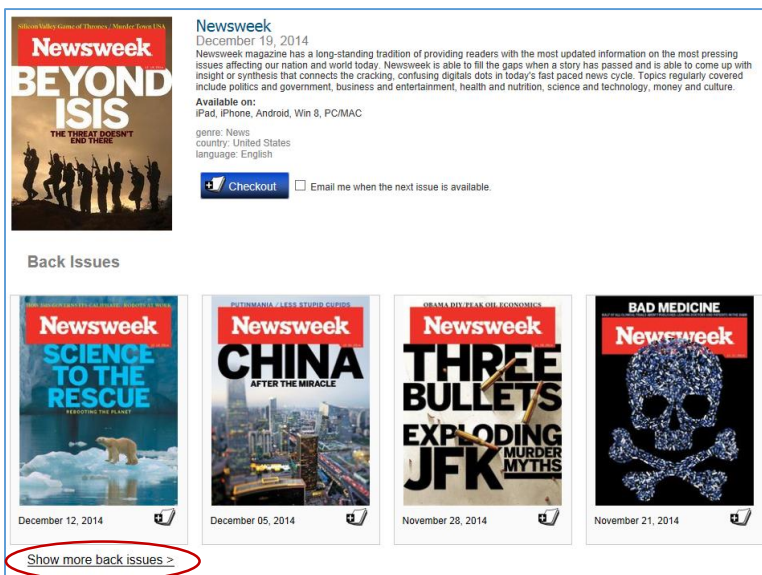 Silicon Valley Game of Thrones / Murder Town USA
Newsweek
BEYOND
ISIS
THE THREAT DOESN'T
END THERE
Newsweek
December 19, 2014
Newsweek magazine has a long-standing tradition of providing readers with the most updated information on the most pressing
issues affecting our nation and world today. Newsweek is able to fill the gaps when a story has passed and is able to come up with
insight or synthesis that connects the cracking, confusing digitals dots in today's fast paced news cycle. Topics regularly covered
include politics and government, business and entertainment, health and nutrition, science and technology, money and culture.
Available on:
iPad, iPhone, Android, Win 8, PC/MAC
genre: News
country: United States
language: English
Checkout
Email me when the next issue is available.
Back Issues
Newsweek
SCIENCE
TO THE
RESCUE
REBOOTING THE PLANET
December 12, 2014
PUTINMANIA / LESS STUPID CUPIDS
Newsweek
CHINA
AFTER THE MIRACLE
December 05, 2014
OBAMA DIY/PEAK OIL ECONOMICS
Newsweek
THREE
BULLETS
EXPLODING
JFK MURDER
MYTHS
November 28, 2014
BAD MEDICINE
Newsweek
November 21, 2014
Show more back issues >